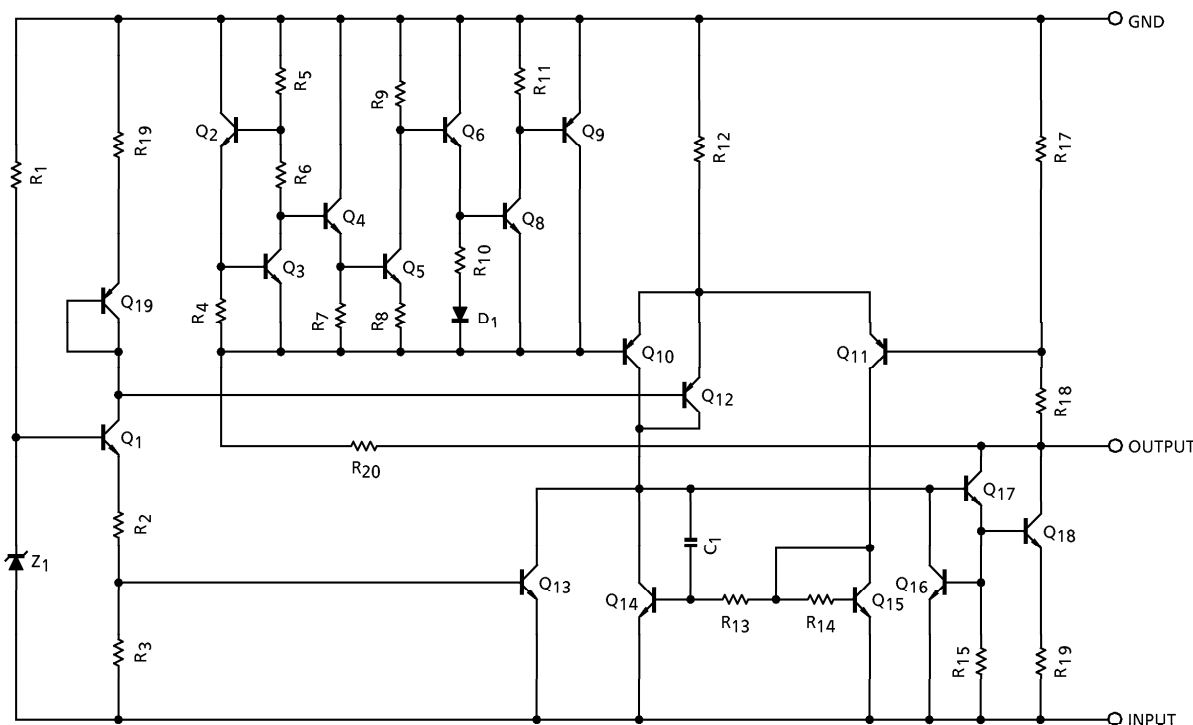 GND
R5
R11
R9
Q2
Q6
Q9
R19
R12
R17
R1
R6
Q4
Q8
Q3
Q5
R10
Q19
R4
R7
R8
D1
Q10
Q11
Q12
R18
Q1
OUTPUT
R20
Q17
R2
C1
Q18
Z1
Q13
Q16
Q14
Q15
R13
R14
R3
R15
R19
INPUT